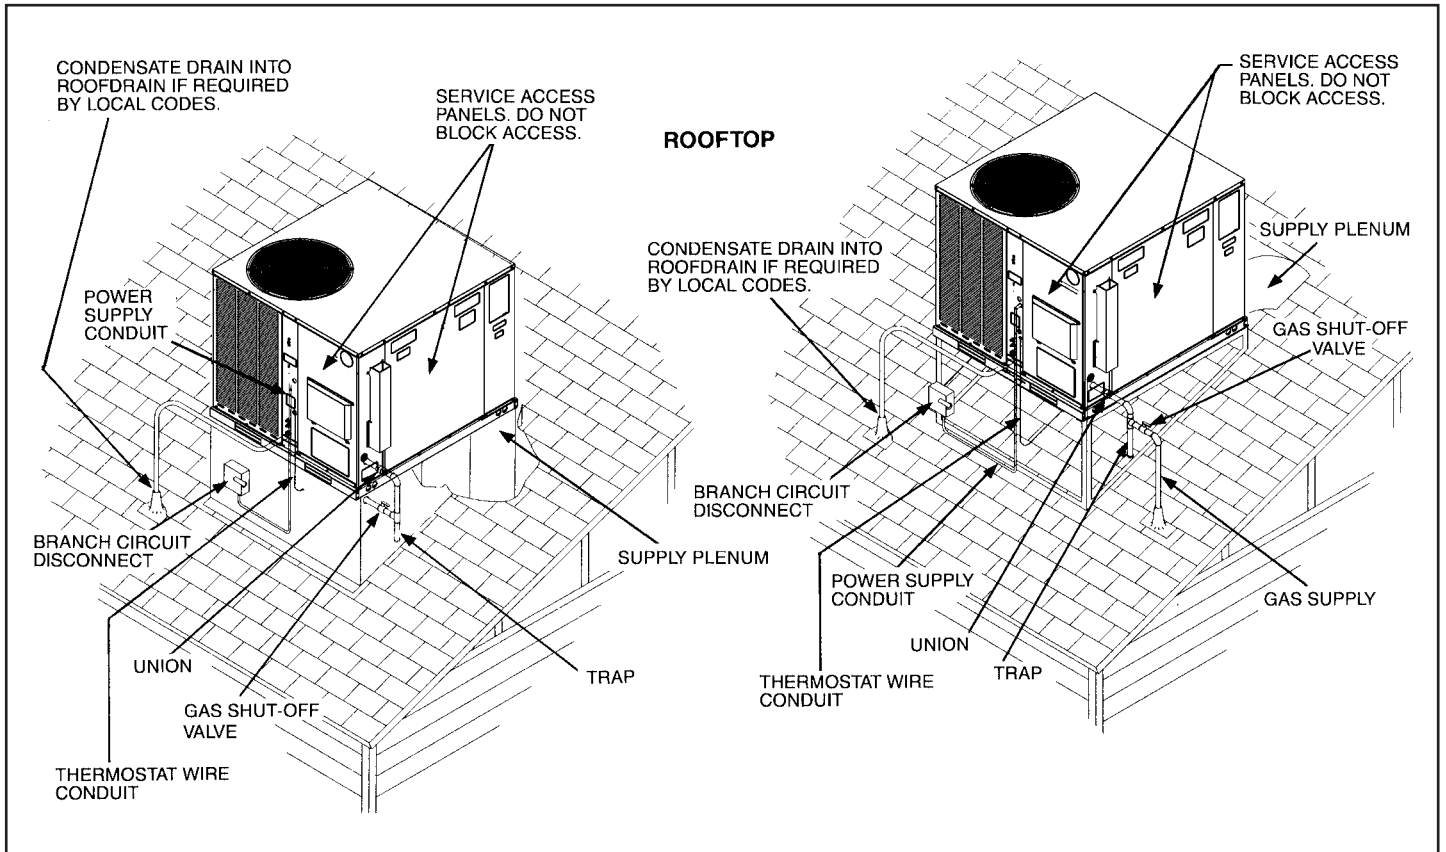 CONDENSATE DRAIN INTO
ROOFDRAIN IF REQUIRED
BY LOCAL CODES.
SERVICE ACCESS
PANELS. DO NOT
BLOCK ACCESS.
ROOFTOP
POWER
SUPPLY
CONDUIT
BRANCH CIRCUIT
DISCONNECT
SUPPLY PLENUM
UNION
TRAP
GAS SHUT-OFF
VALVE
THERMOSTAT WIRE
CONDUIT
SERVICE ACCESS
PANELS. DO NOT
BLOCK ACCESS.
SUPPLY PLENUM
CONDENSATE DRAIN INTO
ROOFDRAIN IF REQUIRED
BY LOCAL CODES.
GAS SHUT-OFF
VALVE
BRANCH CIRCUIT
DISCONNECT
POWER SUPPLY
CONDUIT
GAS SUPPLY
UNION
TRAP
THERMOSTAT WIRE
CONDUIT